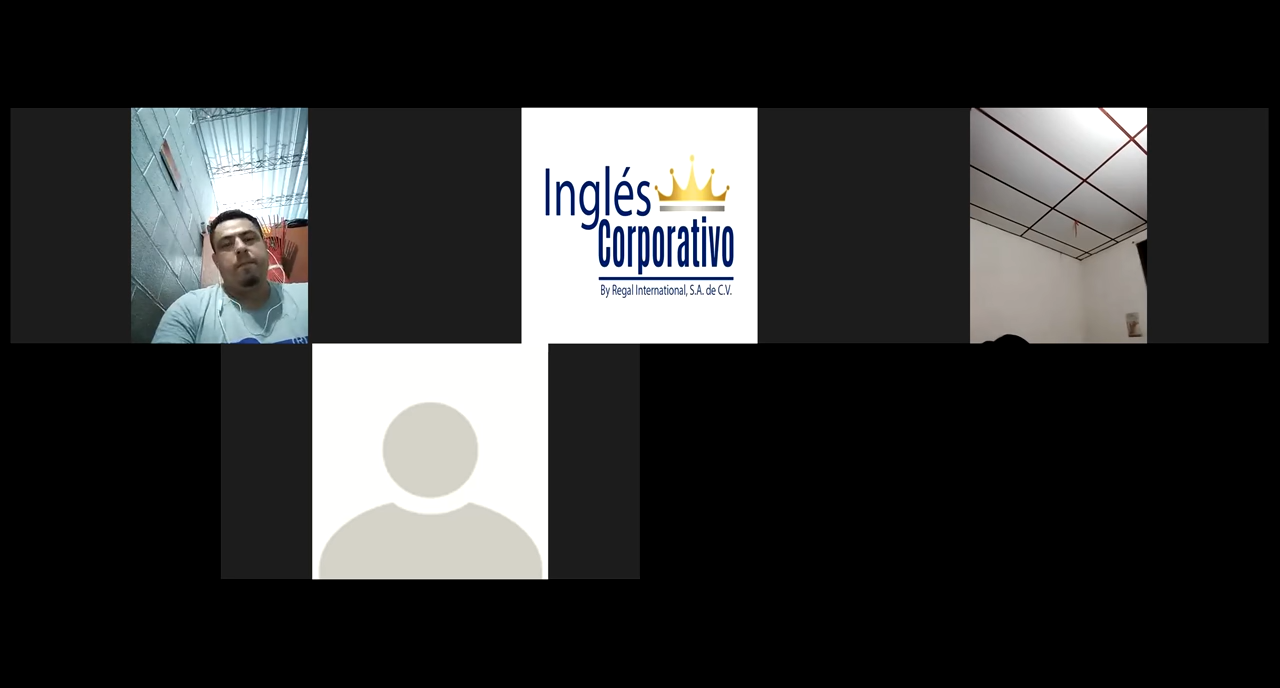 Inglés
Corporativo
By Regal International, S.A. de C.V.